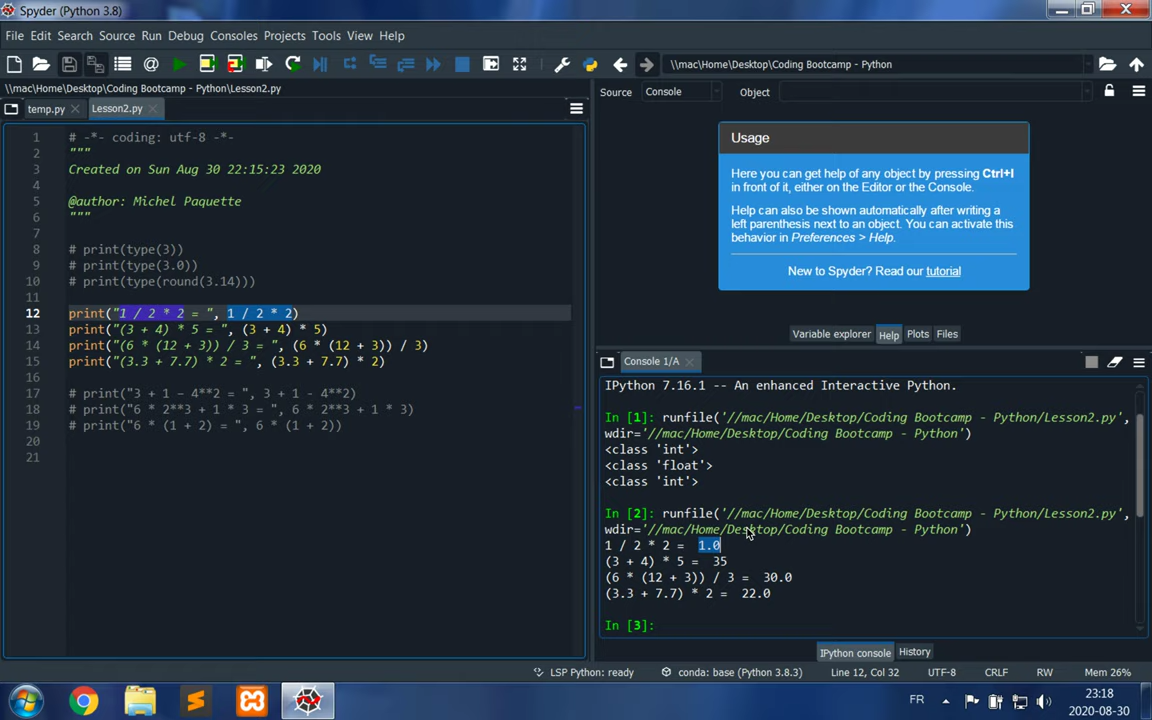 Spyder (Python 3.8)
File Edit Search Source Run Debug Consoles Projects Tools View Help
\\mac\Home\Desktop\Coding Bootcamp - Python
\\mac\Home\Desktop\Coding Bootcamp - Python\Lesson2.py
temp.py Lesson2.py
1 # -*- coding: utf-8 -*-
2 """
3 Created on Sun Aug 30 22:15:23 2020
4
5 @author: Michel Paquette
6 """
7
8 # print(type(3))
9 # print(type(3.0))
10 # print(type(round(3.14)))
11
12 print("1 / 2 * 2 = ", 1 / 2 * 2)
13 print("(3 + 4) * 5 = ", (3 + 4) * 5)
14 print("(6 * (12 + 3)) / 3 = ", (6 * (12 + 3)) / 3)
15 print("(3.3 + 7.7) * 2 = ", (3.3 + 7.7) * 2)
16
17 # print("3 + 1 - 4**2 = ", 3 + 1 - 4**2)
18 # print("6 * 2**3 + 1 * 3 = ", 6 * 2**3 + 1 * 3)
19 # print("6 * (1 + 2) = ", 6 * (1 + 2))
20
21
Source Console Object
Usage
Here you can get help of any object by pressing Ctrl+I
in front of it, either on the Editor or the Console.
Help can also be shown automatically after writing a
left parenthesis next to an object. You can activate this
behavior in Preferences > Help.
New to Spyder? Read our tutorial
Variable explorer Help Plots Files
Console 1/A
IPython 7.16.1 -- An enhanced Interactive Python.
In [1]: runfile('//mac/Home/Desktop/Coding Bootcamp - Python/Lesson2.py',
wdir='//mac/Home/Desktop/Coding Bootcamp - Python')
<class 'int'>
<class 'float'>
<class 'int'>
In [2]: runfile('//mac/Home/Desktop/Coding Bootcamp - Python/Lesson2.py',
wdir='//mac/Home/Desktop/Coding Bootcamp - Python')
1 / 2 * 2 =  1.0
(3 + 4) * 5 =  35
(6 * (12 + 3)) / 3 =  30.0
(3.3 + 7.7) * 2 =  22.0
In [3]:
IPython console History
LSP Python: ready conda: base (Python 3.8.3) Line 12, Col 32 UTF-8 CRLF RW Mem 26%
FR 23:18
2020-08-30